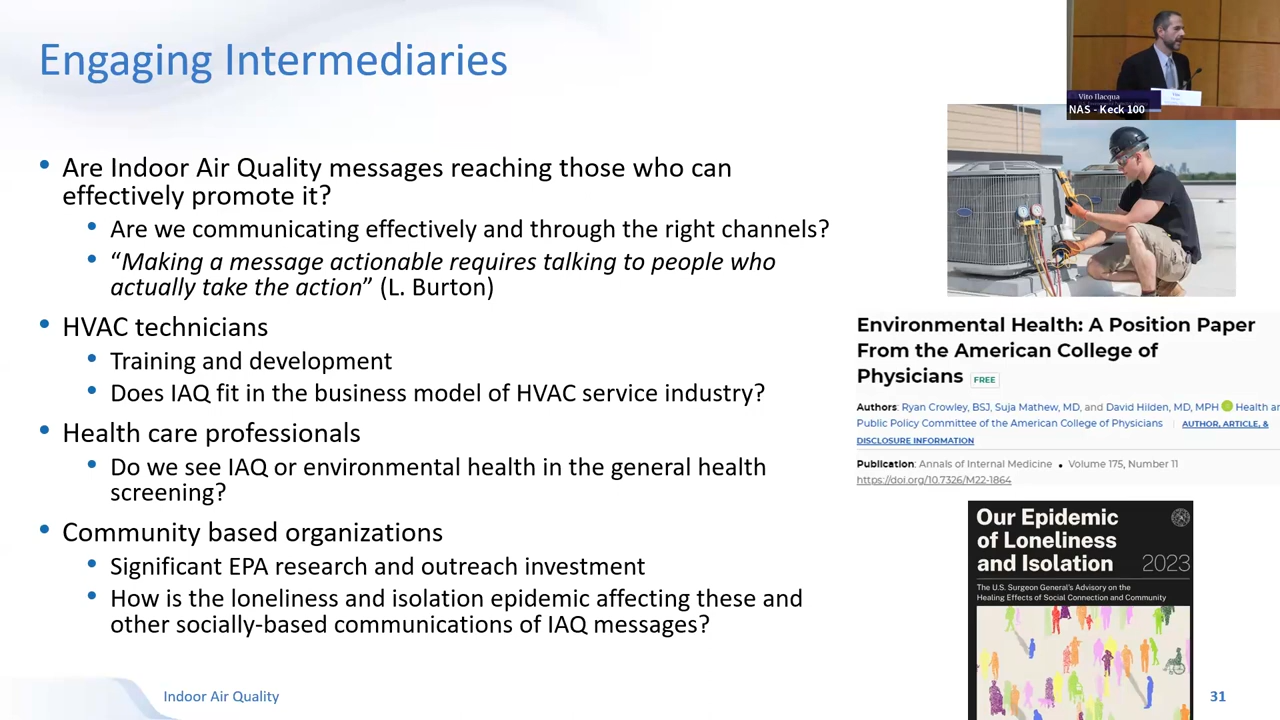 Engaging Intermediaries
• Are Indoor Air Quality messages reaching those who can
effectively promote it?
• Are we communicating effectively and through the right channels?
• “Making a message actionable requires talking to people who
actually take the action” (L. Burton)
• HVAC technicians
• Training and development
• Does IAQ fit in the business model of HVAC service industry?
• Health care professionals
• Do we see IAQ or environmental health in the general health
screening?
• Community based organizations
• Significant EPA research and outreach investment
• How is the loneliness and isolation epidemic affecting these and
other socially-based communications of IAQ messages?
Vito Ilacqua
NAS - Keck 100
Environmental Health: A Position Paper
From the American College of
Physicians FREE
Authors: Ryan Crowley, BSJ, Suja Mathew, MD, and David Hilden, MD, MPH Health an
Public Policy Committee of the American College of Physicians | AUTHOR, ARTICLE, &
DISCLOSURE INFORMATION
Publication: Annals of Internal Medicine • Volume 175, Number 11
https://doi.org/10.7326/M22-1864
Our Epidemic
of Loneliness
and Isolation 2023
The U.S. Surgeon General’s Advisory on the
Healing Effects of Social Connection and Community
Indoor Air Quality
31